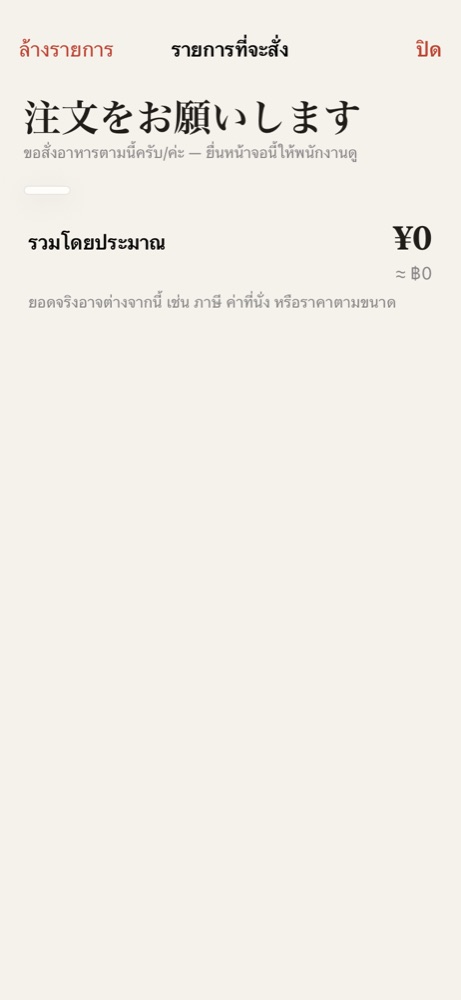 ล้างรายการ รายการที่จะสั่ง ปิด
注文をお願いします
ขอสั่งอาหารตามนี้ครับ/ค่ะ — ยื่นหน้าจอนี้ให้พนักงานดู
รวมโดยประมาณ ¥0
≈ ฿0
ยอดจริงอาจต่างจากนี้ เช่น ภาษี ค่าที่นั่ง หรือราคาตามขนาด